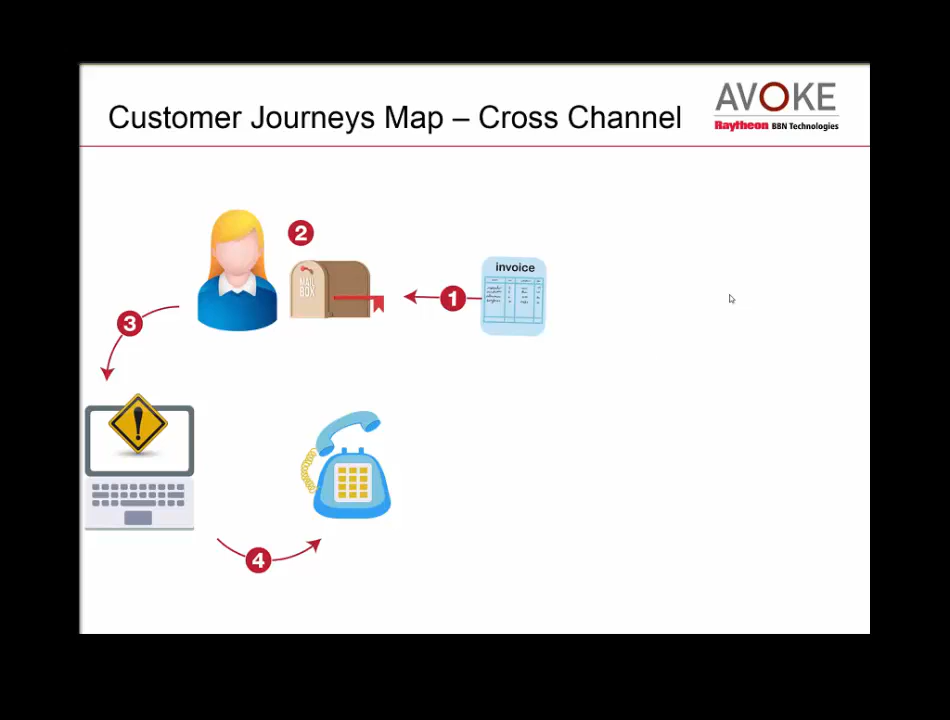 Customer Journeys Map – Cross Channel
AVOKE
Raytheon BBN Technologies
2
MAIL
BOX
1
invoice
3
4